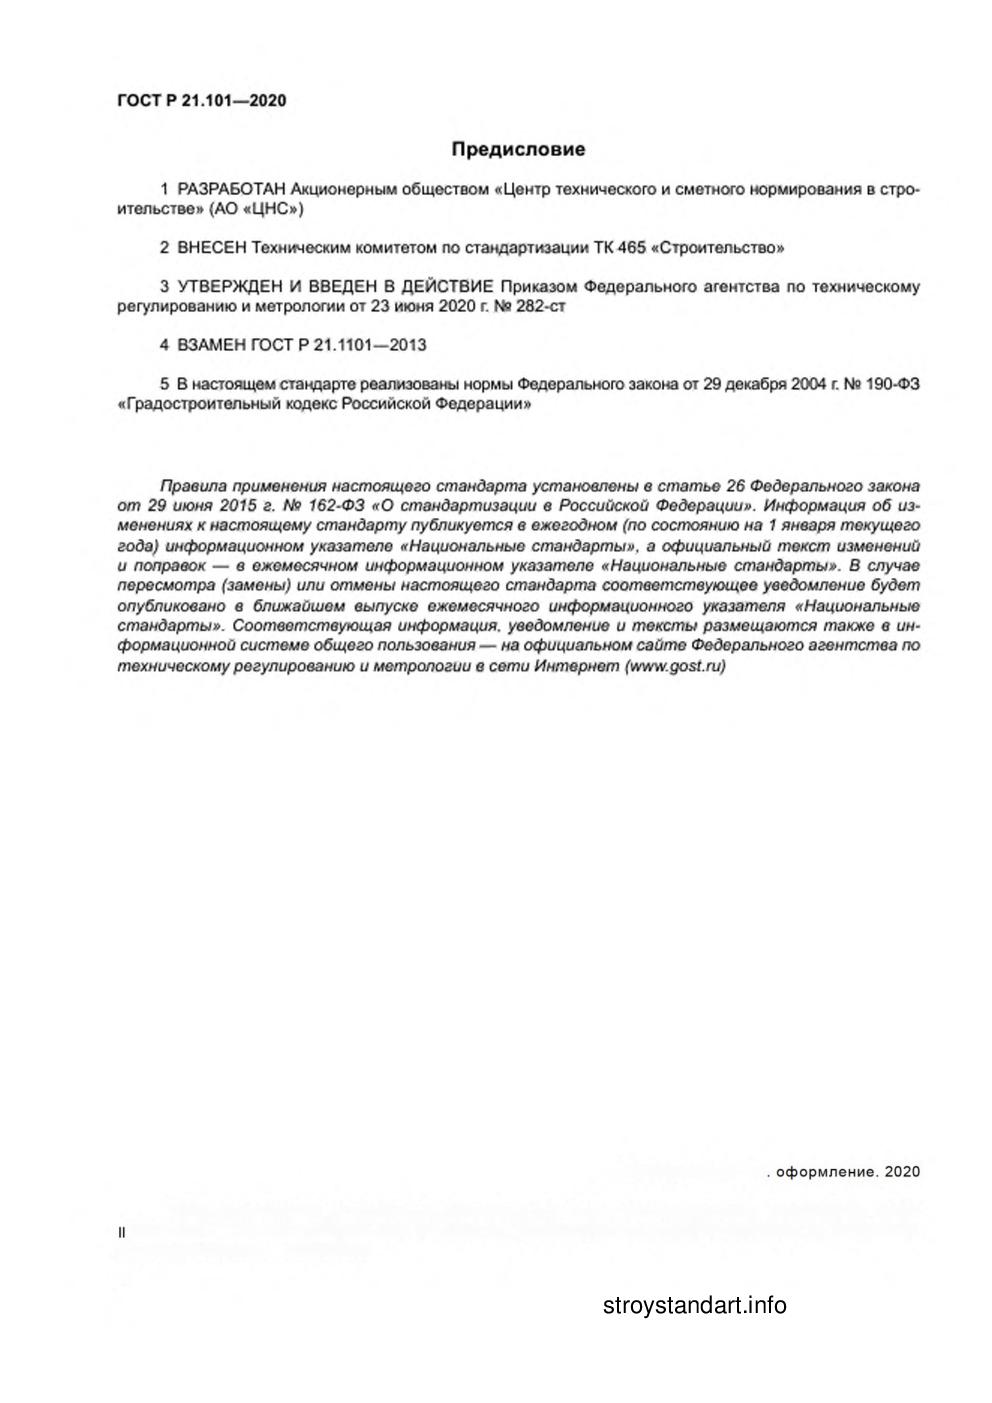 ГОСТ Р 21.101—2020
Предисловие
1 РАЗРАБОТАН Акционерным обществом «Центр технического и сметного нормирования в стро-
ительстве» (АО «ЦНС»)
2 ВНЕСЕН Техническим комитетом по стандартизации ТК 465 «Строительство»
3 УТВЕРЖДЕН И ВВЕДЕН В ДЕЙСТВИЕ Приказом Федерального агентства по техническому
регулированию и метрологии от 23 июня 2020 г. № 282-ст
4 ВЗАМЕН ГОСТ Р 21.1101—2013
5 В настоящем стандарте реализованы нормы Федерального закона от 29 декабря 2004 г. № 190-ФЗ
«Градостроительный кодекс Российской Федерации»
Правила применения настоящего стандарта установлены в статье 26 Федерального закона
от 29 июня 2015 г. № 162-ФЗ «О стандартизации в Российской Федерации». Информация об из-
менениях к настоящему стандарту публикуется в ежегодном (по состоянию на 1 января текущего
года) информационном указателе «Национальные стандарты», а официальный текст изменений
и поправок — в ежемесячном информационном указателе «Национальные стандарты». В случае
пересмотра (замены) или отмены настоящего стандарта соответствующее уведомление будет
опубликовано в ближайшем выпуске ежемесячного информационного указателя «Национальные
стандарты». Соответствующая информация, уведомление и тексты размещаются также в ин-
формационной системе общего пользования — на официальном сайте Федерального агентства по
техническому регулированию и метрологии в сети Интернет (www.gost.ru)
. оформление. 2020
II
stroystandart.info